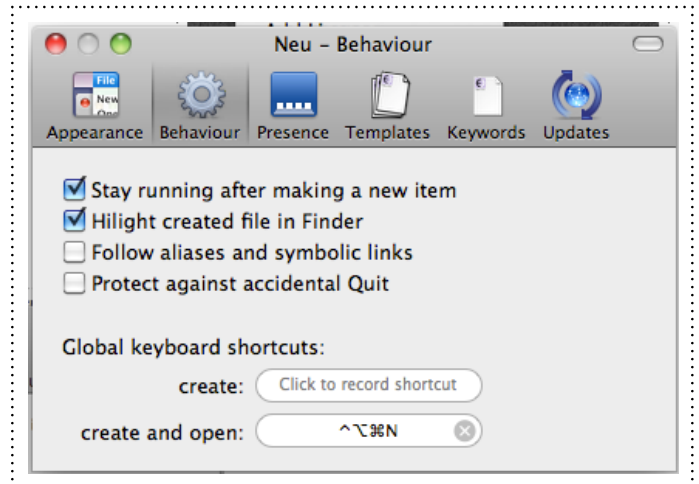 Neu – Behaviour
File
New
Appearance Behaviour Presence Templates Keywords Updates
Stay running after making a new item
Hilight created file in Finder
Follow aliases and symbolic links
Protect against accidental Quit
Global keyboard shortcuts:
create: Click to record shortcut
create and open: ^⌥⌘N